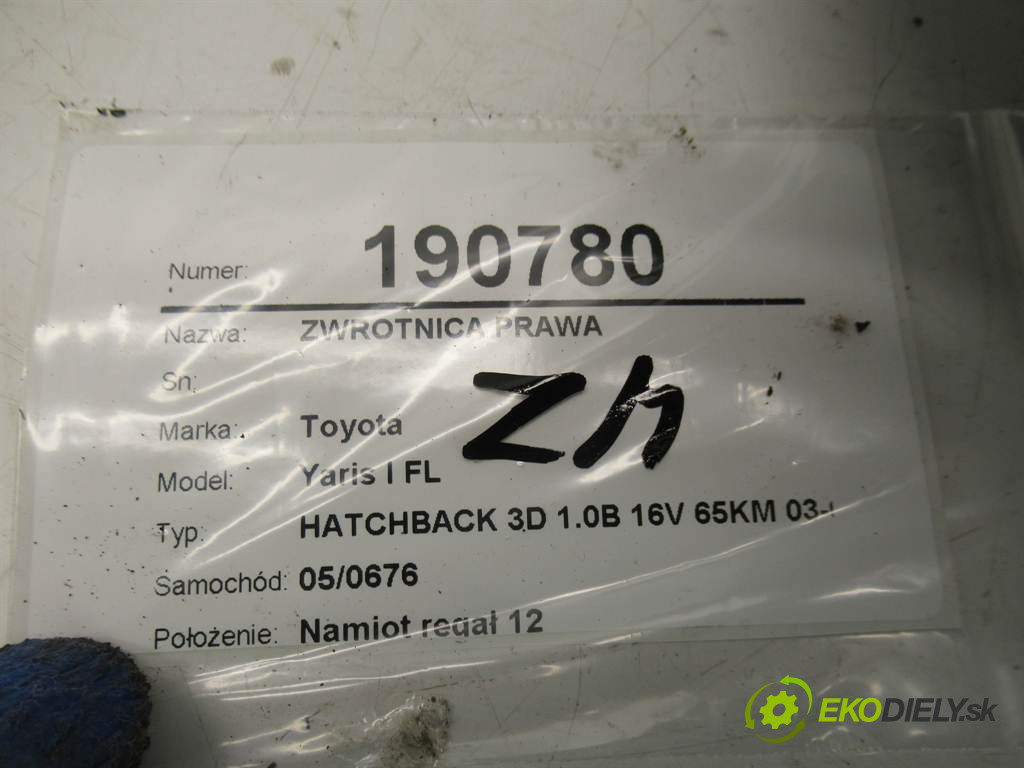 Numer: 190780
Nazwa: ZWROTNICA PRAWA
Sn:
Marka: Toyota
Model: Yaris I FL
Typ: HATCHBACK 3D 1.0B 16V 65KM 03-
Samochód: 05/0676
Położenie: Namiot regał 12
EKODIELY.sk